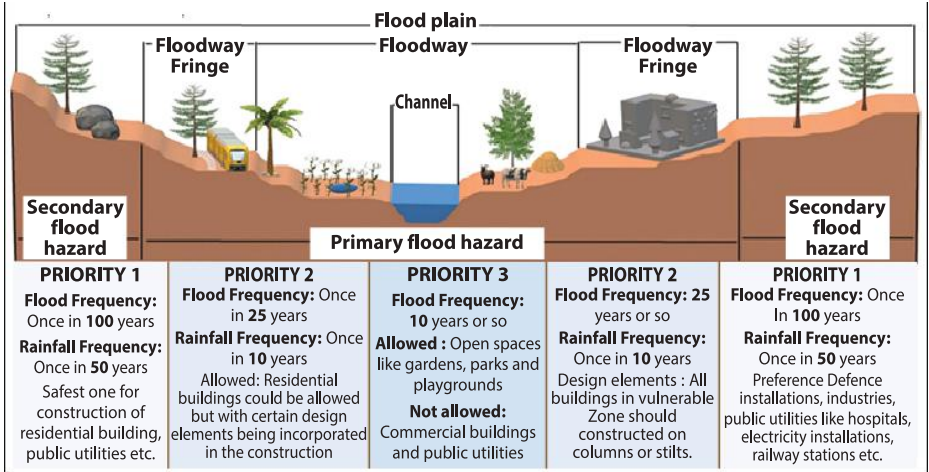 Flood plain
Floodway
Fringe
Floodway
Floodway
Fringe
Channel
Secondary
flood
hazard
Primary flood hazard
Secondary
flood
hazard
PRIORITY 1
Flood Frequency:
Once in 100 years
Rainfall Frequency:
Once in 50 years
Safest one for
construction of
residential building,
public utilities etc.
PRIORITY 2
Flood Frequency: Once
in 25 years
Rainfall Frequency: Once
in 10 years
Allowed: Residential
buildings could be allowed
but with certain design
elements being incorporated
in the construction
PRIORITY 3
Flood Frequency:
10 years or so
Allowed : Open spaces
like gardens, parks and
playgrounds
Not allowed:
Commercial buildings
and public utilities
PRIORITY 2
Flood Frequency: 25
years or so
Rainfall Frequency:
Once in 10 years
Design elements : All
buildings in vulnerable
Zone should
constructed on
columns or stilts.
PRIORITY 1
Flood Frequency: Once
In 100 years
Rainfall Frequency:
Once in 50 years
Preference Defence
installations, industries,
public utilities like hospitals,
electricity installations,
railway stations etc.